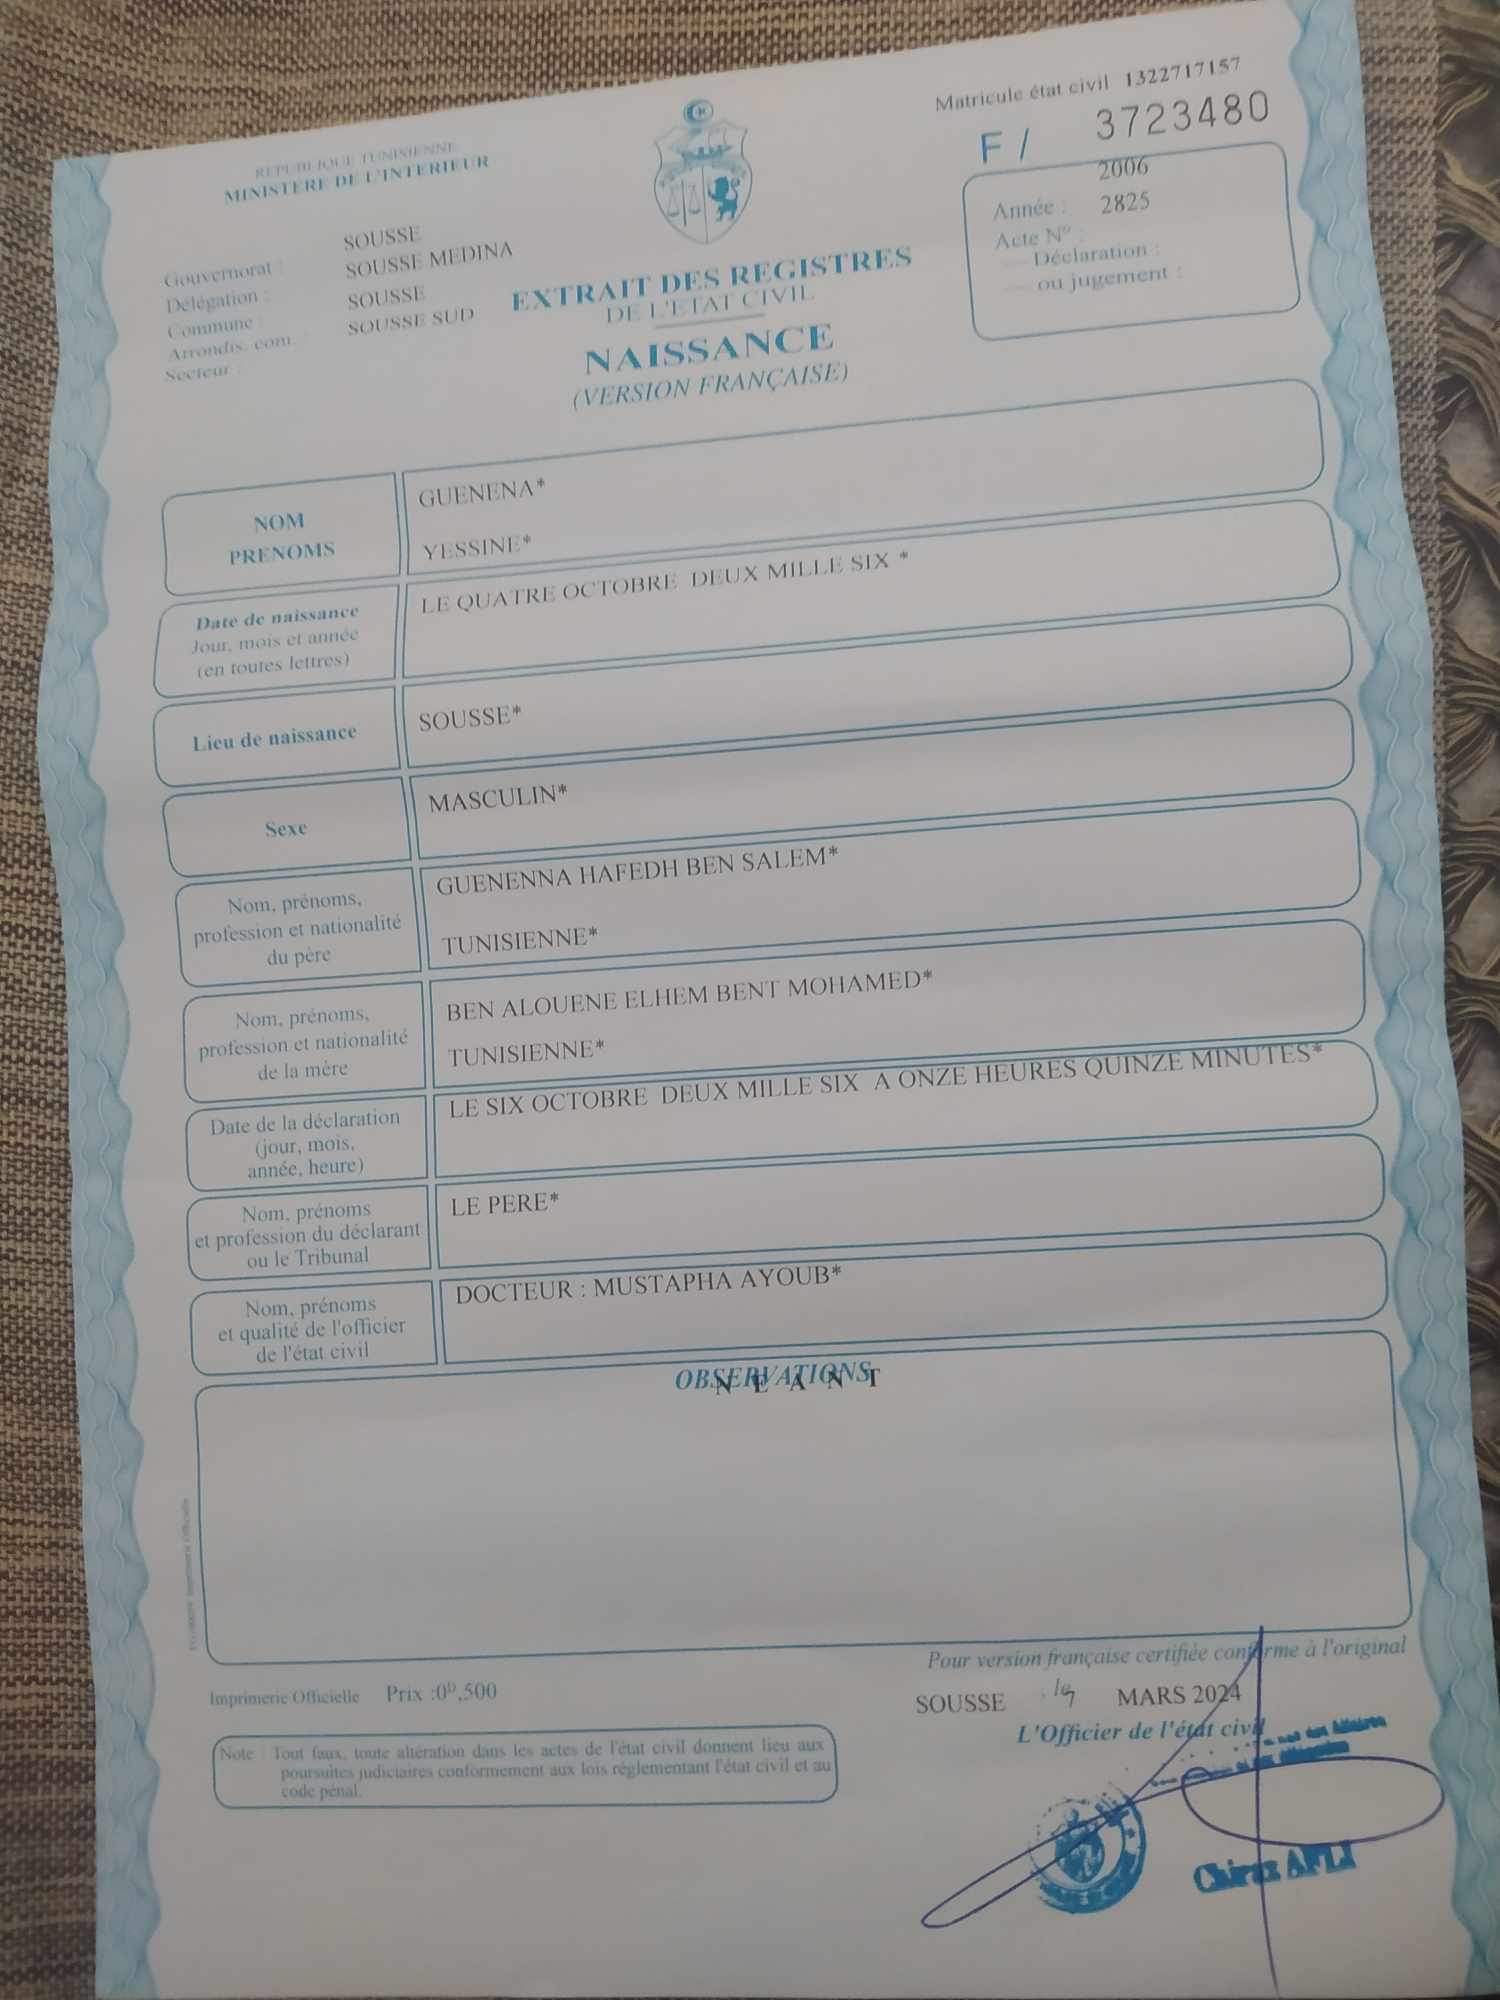 REPUBLIQUE TUNISIENNE
MINISTERE DE L'INTERIEUR
Matricule état civil 1322717157
F / 3723480
Gouvernorat : SOUSSE
Délégation : SOUSSE MEDINA
Commune : SOUSSE
Arrondis. com. SOUSSE SUD
Secteur :
2006
Année : 2825
Acte N° :
Déclaration :
ou jugement :
EXTRAIT DES REGISTRES
DE L'ETAT CIVIL
NAISSANCE
(VERSION FRANÇAISE)
NOM
PRENOMS
GUENENA*
YESSINE*
Date de naissance
Jour, mois et année
(en toutes lettres)
LE QUATRE OCTOBRE DEUX MILLE SIX *
Lieu de naissance
SOUSSE*
Sexe
MASCULIN*
Nom, prénoms,
profession et nationalité
du père
GUENENNA HAFEDH BEN SALEM*
TUNISIENNE*
Nom, prénoms,
profession et nationalité
de la mère
BEN ALOUENE ELHEM BENT MOHAMED*
TUNISIENNE*
Date de la déclaration
(jour, mois,
année, heure)
LE SIX OCTOBRE DEUX MILLE SIX A ONZE HEURES QUINZE MINUTES*
Nom, prénoms
et profession du déclarant
ou le Tribunal
LE PERE*
Nom, prénoms
et qualité de l'officier
de l'état civil
DOCTEUR : MUSTAPHA AYOUB*
OBSERVATIONS
N E A N T
Imprimerie Officielle
Pour version française certifiée conforme à l'original
Imprimerie Officielle Prix :0ᴰ,500
SOUSSE le 7 MARS 2024
L'Officier de l'état civil
Note : Tout faux, toute altération dans les actes de l'état civil donnent lieu aux
poursuites judiciaires conformement aux lois réglementant l'état civil et au
code pénal.
Chiraz AFLI